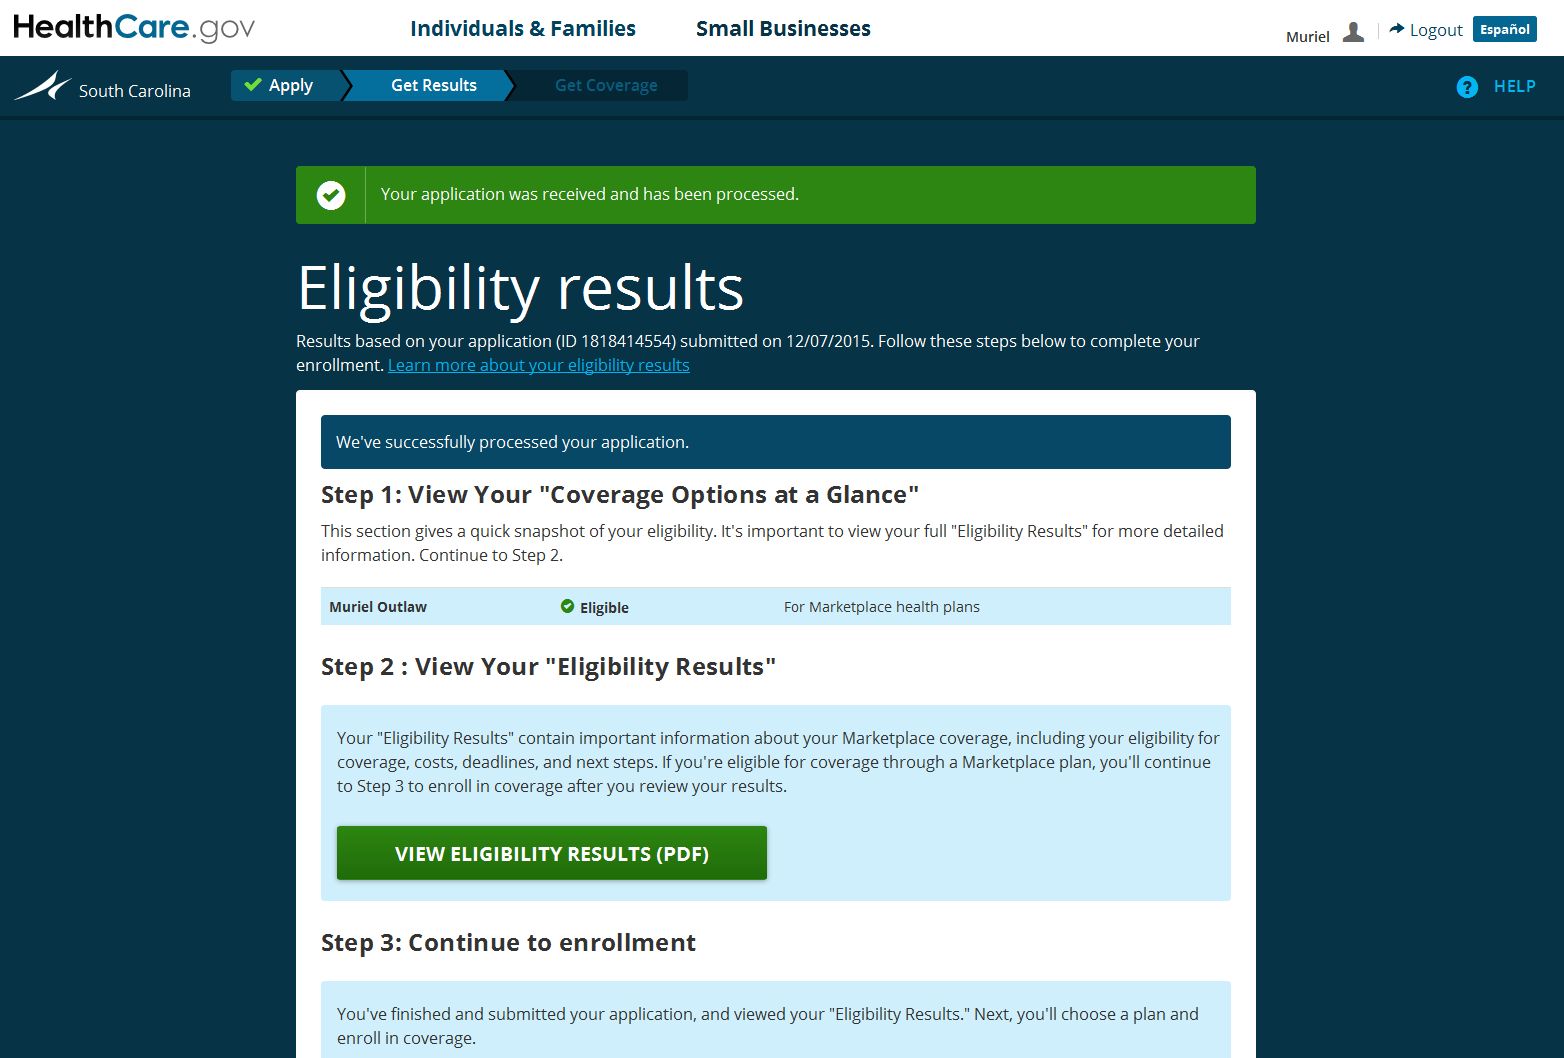 HealthCare.gov
Individuals & Families
Small Businesses
Muriel
Logout
Español
South Carolina
Apply
Get Results
Get Coverage
? HELP
Your application was received and has been processed.
Eligibility results
Results based on your application (ID 1818414554) submitted on 12/07/2015. Follow these steps below to complete your
enrollment. Learn more about your eligibility results
We've successfully processed your application.
Step 1: View Your "Coverage Options at a Glance"
This section gives a quick snapshot of your eligibility. It's important to view your full "Eligibility Results" for more detailed
information. Continue to Step 2.
Muriel Outlaw
Eligible
For Marketplace health plans
Step 2 : View Your "Eligibility Results"
Your "Eligibility Results" contain important information about your Marketplace coverage, including your eligibility for
coverage, costs, deadlines, and next steps. If you're eligible for coverage through a Marketplace plan, you'll continue
to Step 3 to enroll in coverage after you review your results.
VIEW ELIGIBILITY RESULTS (PDF)
Step 3: Continue to enrollment
You've finished and submitted your application, and viewed your "Eligibility Results." Next, you'll choose a plan and
enroll in coverage.